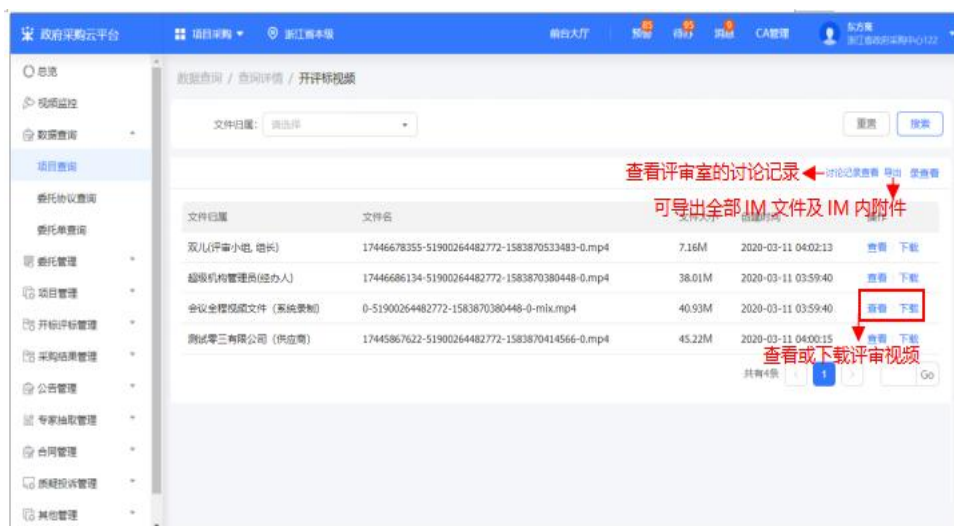 政府采购云平台 项目采购 浙江省本级 前台大厅 预警 85 待办 95 消息 CA管理 东方亮
浙江省政府采购中心122
总览
数据查询 / 查询详情 / 开评标视频
视频监控
文件归属： 请选择 重置 搜索
数据查询
项目查询
查看评审室的讨论记录 讨论记录查看 导出 录查看
委托协议查询
可导出全部 IM 文件及 IM 内附件
文件归属 文件名 文件大小 创建时间 操作
委托单查询
双儿(评审小组, 组长) 17446678355-51900264482772-1583870533483-0.mp4 7.16M 2020-03-11 04:02:13 查看 下载
委托管理
超级机构管理员(经办人) 17446686134-51900264482772-1583870380448-0.mp4 38.01M 2020-03-11 03:59:40 查看 下载
项目管理
会议全程视频文件（系统录制） 0-51900264482772-1583870380448-0-mix.mp4 40.93M 2020-03-11 03:59:40 查看 下载
开标评标管理
测试零三有限公司（供应商） 17445867622-51900264482772-1583870414566-0.mp4 45.22M 2020-03-11 04:00:15 查看 下载
查看或下载评审视频
采购结果管理
共有4条 1 Go
公告管理
专家抽取管理
合同管理
质疑投诉管理
其他管理